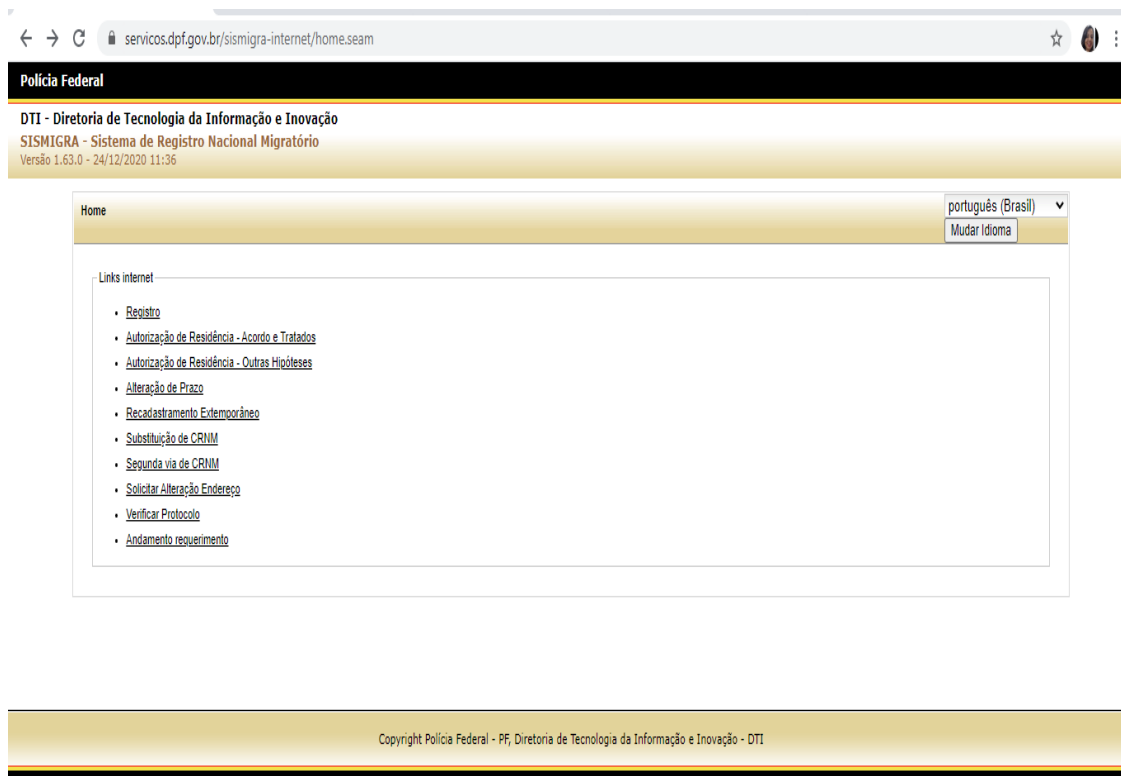 servicos.dpf.gov.br/sismigra-internet/home.seam
Polícia Federal
DTI - Diretoria de Tecnologia da Informação e Inovação
SISMIGRA - Sistema de Registro Nacional Migratório
Versão 1.63.0 - 24/12/2020 11:36
Home
português (Brasil)
Mudar Idioma
Links internet
Registro
Autorização de Residência - Acordo e Tratados
Autorização de Residência - Outras Hipóteses
Alteração de Prazo
Recadastramento Extemporâneo
Substituição de CRNM
Segunda via de CRNM
Solicitar Alteração Endereço
Verificar Protocolo
Andamento requerimento
Copyright Polícia Federal - PF, Diretoria de Tecnologia da Informação e Inovação - DTI